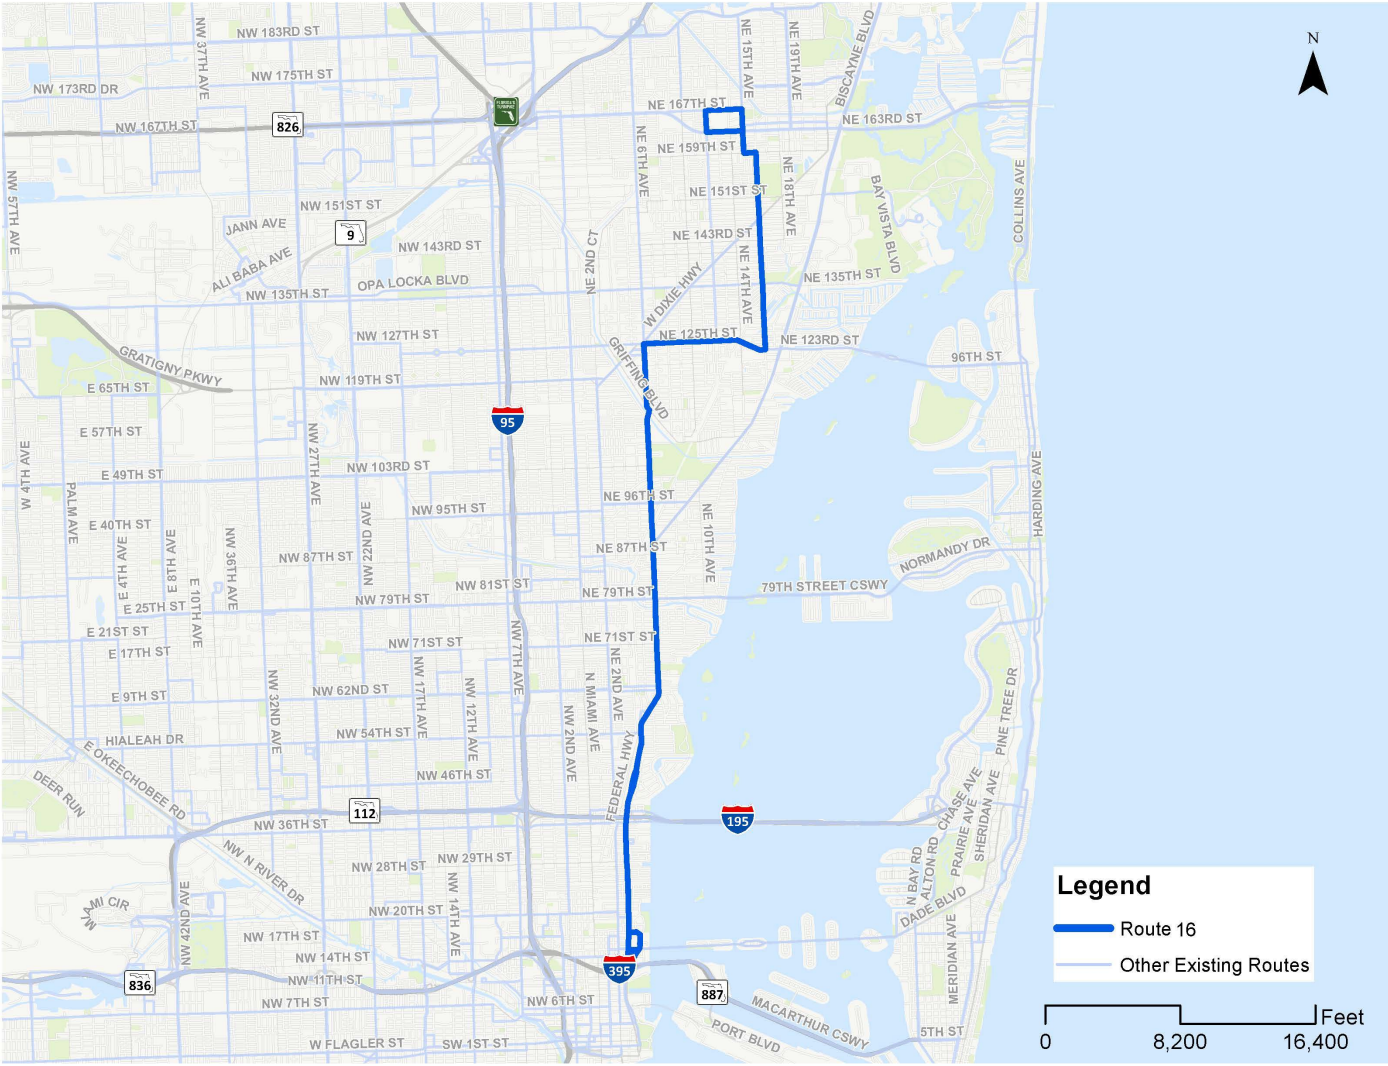 N
NW 183RD ST
NW 37TH AVE
NE 15TH AVE
NE 19TH AVE
BISCAYNE BLVD
NW 175TH ST
NW 173RD DR
FLORIDA'S
TURNPIKE
NE 167TH ST
NE 163RD ST
NW 167TH ST
826
NE 159TH ST
NE 6TH AVE
NE 18TH AVE
COLLINS AVE
NW 57TH AVE
NE 151ST ST
BAY VISTA BLVD
NW 151ST ST
JANN AVE
9
NE 143RD ST
NW 143RD ST
NE 2ND CT
NE 14TH AVE
ALI BABA AVE
OPA LOCKA BLVD
NE 135TH ST
NW 135TH ST
W DIXIE HWY
NW 127TH ST
NE 125TH ST
NE 123RD ST
GRATIGNY PKWY
GRIFFING BLVD
96TH ST
E 65TH ST
NW 119TH ST
95
E 57TH ST
W 4TH AVE
NW 27TH AVE
NW 103RD ST
E 49TH ST
HARDING AVE
PALM AVE
NE 96TH ST
NW 95TH ST
NE 10TH AVE
E 40TH ST
NW 22ND AVE
E 4TH AVE
E 8TH AVE
NW 36TH AVE
NW 87TH ST
NE 87TH ST
NORMANDY DR
E 10TH AVE
NW 81ST ST
79TH STREET CSWY
NE 79TH ST
NW 79TH ST
E 25TH ST
E 21ST ST
NW 7TH AVE
NE 71ST ST
NW 71ST ST
E 17TH ST
NE 2ND AVE
NW 17TH AVE
NW 32ND AVE
NW 62ND ST
NW 12TH AVE
N MIAMI AVE
NW 2ND AVE
PINE TREE DR
E 9TH ST
NW 54TH ST
HIALEAH DR
FEDERAL HWY
E OKEECHOBEE RD
NW 46TH ST
DEER RUN
CHASE AVE
PRAIRIE AVE
SHERIDAN AVE
112
195
NW 36TH ST
NW N RIVER DR
NW 29TH ST
NW 28TH ST
N BAY RD
ALTON RD
NW 14TH AVE
NW 42ND AVE
MIAMI CIR
NW 20TH ST
DADE BLVD
NW 17TH ST
NW 14TH ST
MERIDIAN AVE
395
836
NW 11TH ST
887
NW 7TH ST
NW 6TH ST
MACARTHUR CSWY
PORT BLVD
5TH ST
W FLAGLER ST
SW 1ST ST
Legend
Route 16
Other Existing Routes
Feet
0 8,200 16,400